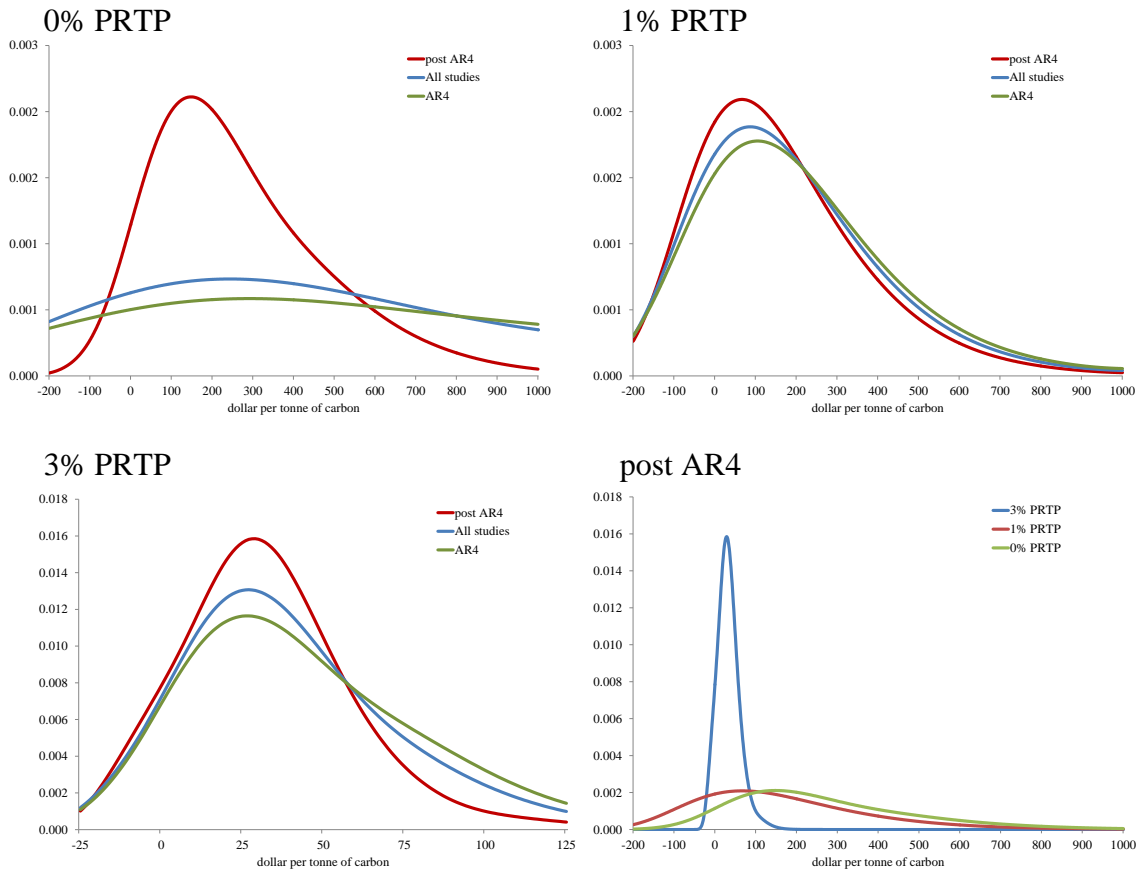 0% PRTP
0.003
0.002
0.002
0.001
0.001
0.000
post AR4
All studies
AR4
-200 -100 0 100 200 300 400 500 600 700 800 900 1000
dollar per tonne of carbon
1% PRTP
0.003
0.002
0.002
0.001
0.001
0.000
post AR4
All studies
AR4
-200 -100 0 100 200 300 400 500 600 700 800 900 1000
dollar per tonne of carbon
3% PRTP
0.018
0.016
0.014
0.012
0.010
0.008
0.006
0.004
0.002
0.000
post AR4
All studies
AR4
-25 0 25 50 75 100 125
dollar per tonne of carbon
post AR4
0.018
0.016
0.014
0.012
0.010
0.008
0.006
0.004
0.002
0.000
3% PRTP
1% PRTP
0% PRTP
-200 -100 0 100 200 300 400 500 600 700 800 900 1000
dollar per tonne of carbon